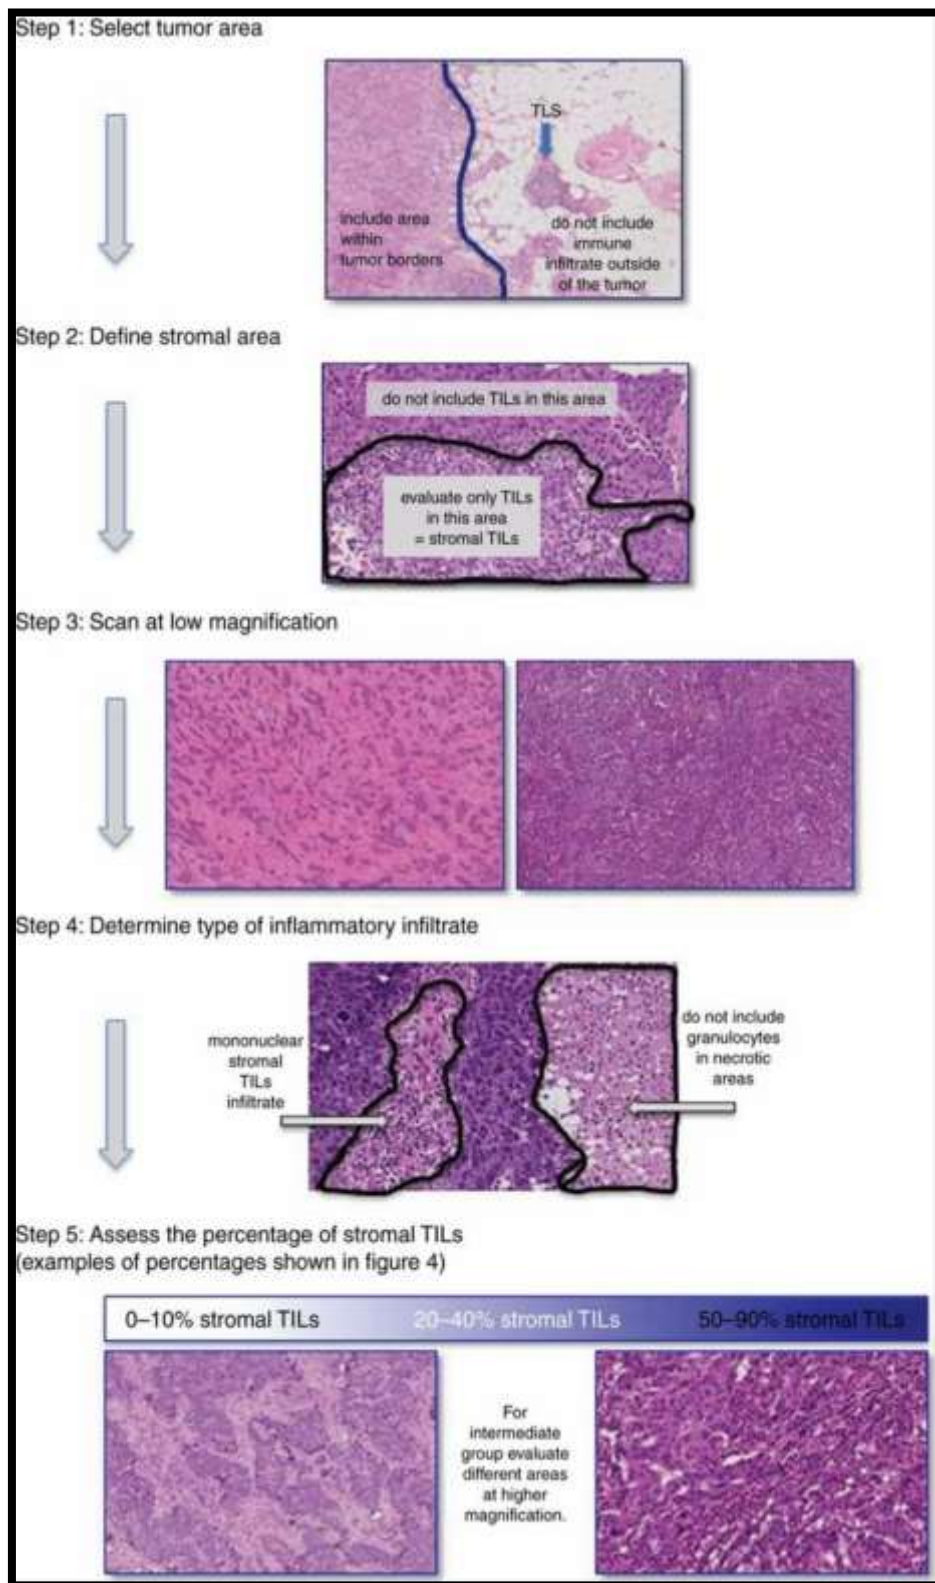 Step 1: Select tumor area
TLS
include area
within
tumor borders
do not include
immune
infiltrate outside
of the tumor
Step 2: Define stromal area
do not include TILs in this area
evaluate only TILs
in this area
= stromal TILs
Step 3: Scan at low magnification
Step 4: Determine type of inflammatory infiltrate
mononuclear
stromal
TILs
infiltrate
do not include
granulocytes
in necrotic
areas
Step 5: Assess the percentage of stromal TILs
(examples of percentages shown in figure 4)
0–10% stromal TILs
20–40% stromal TILs
50–90% stromal TILs
For
intermediate
group evaluate
different areas
at higher
magnification.